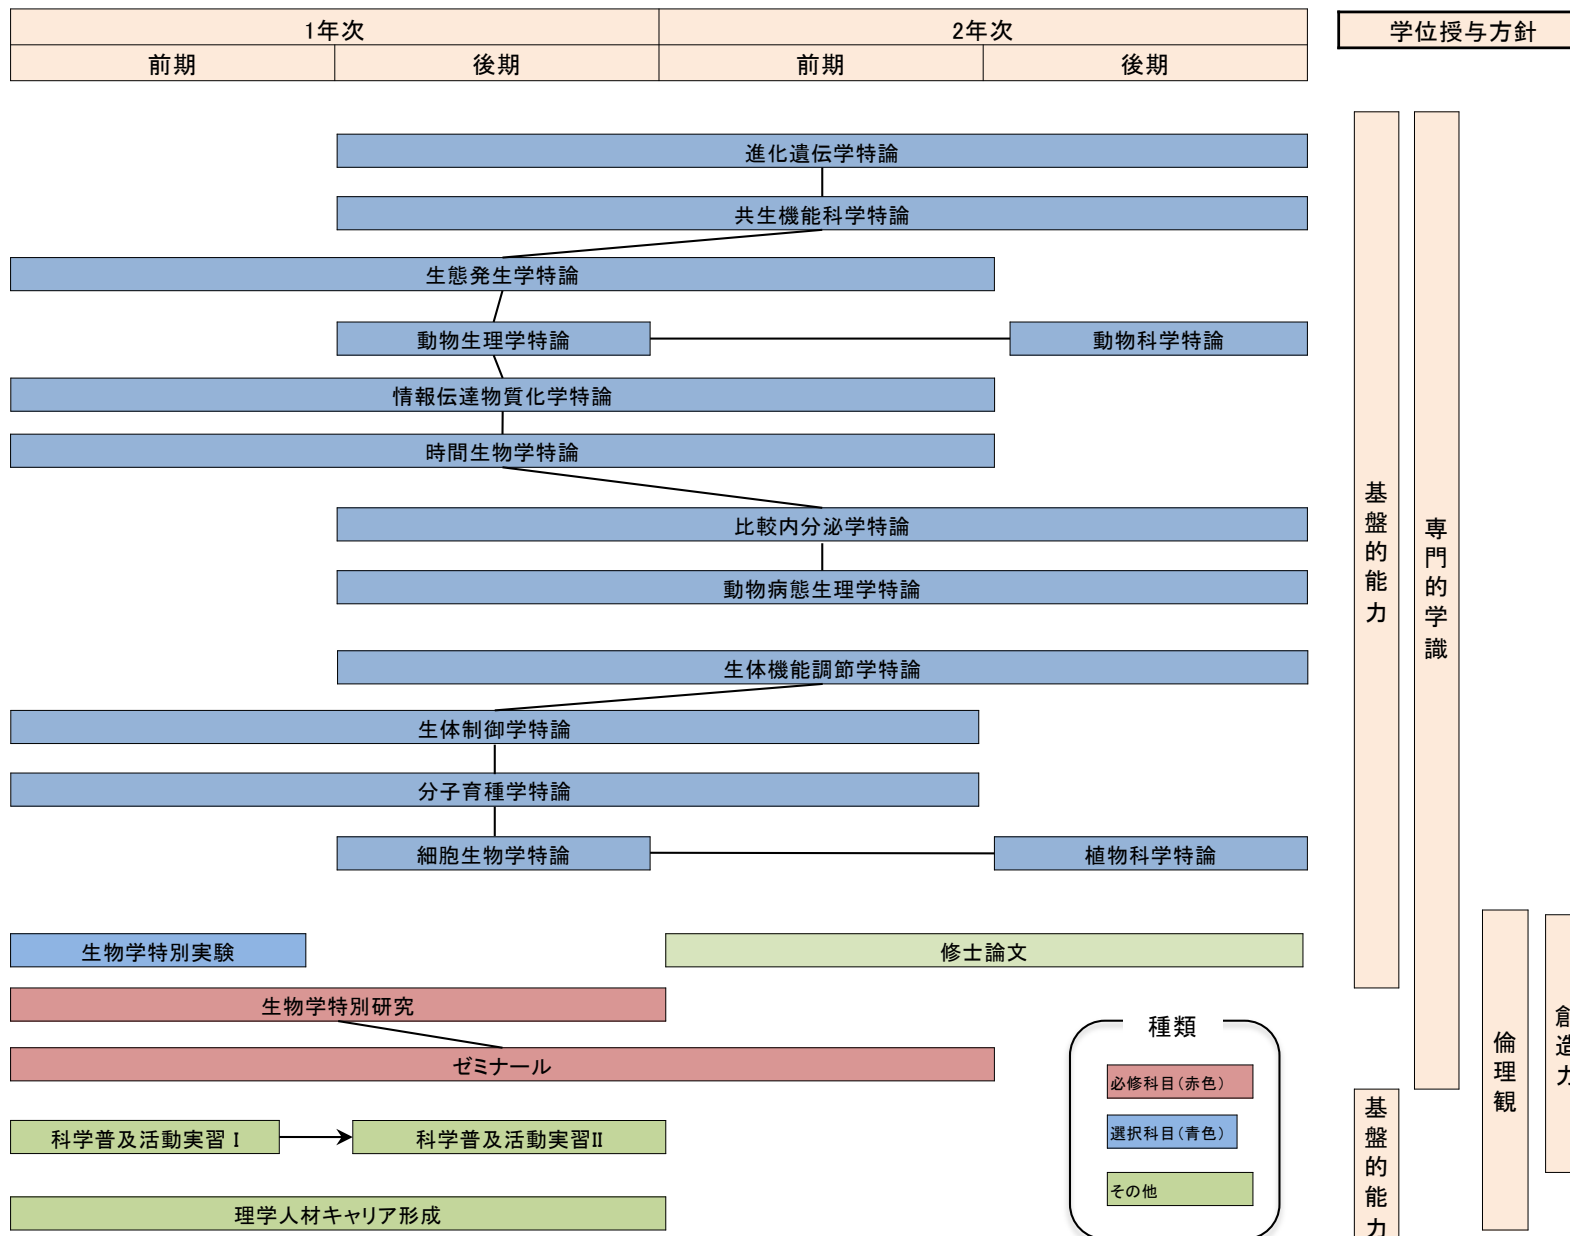 1年次
2年次
学位授与方針
前期
後期
前期
後期
進化遺伝学特論
共生機能科学特論
生態発生学特論
動物生理学特論
動物科学特論
情報伝達物質化学特論
時間生物学特論
比較内分泌学特論
動物病態生理学特論
生体機能調節学特論
生体制御学特論
分子育種学特論
細胞生物学特論
植物科学特論
生物学特別実験
修士論文
生物学特別研究
ゼミナール
科学普及活動実習 I
科学普及活動実習II
理学人材キャリア形成
種類
必修科目(赤色)
選択科目(青色)
その他
基盤的能力
専門的学識
基盤的能力
倫理観
創造力